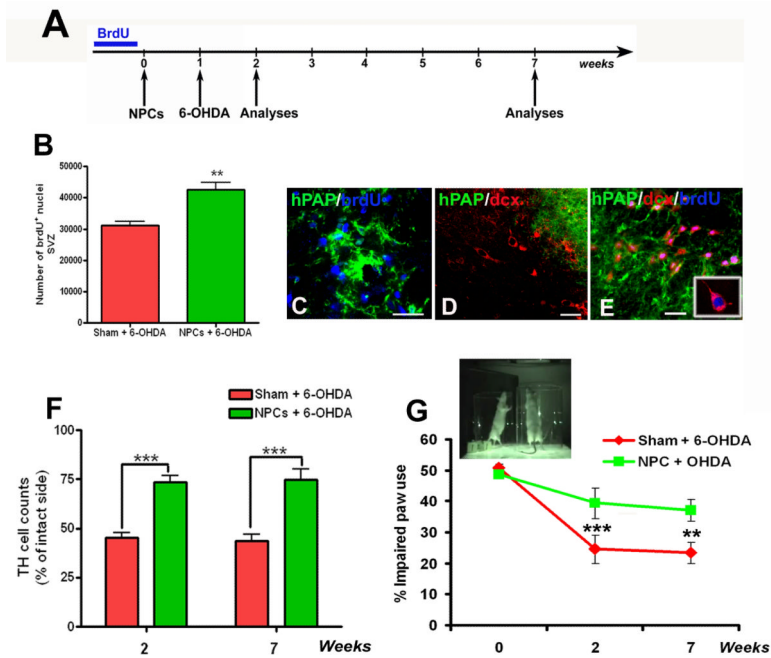 A
BrdU
0 1 2 3 4 5 6 7 weeks
NPCs 6-OHDA Analyses Analyses
B
50000
40000
30000
20000
10000
0
Number of brdU⁺ nuclei
SVZ
**
Sham + 6-OHDA NPCs + 6-OHDA
hPAP/brdU
C
hPAP/dcx
D
hPAP/dcx/brdU
E
F
Sham + 6-OHDA
NPCs + 6-OHDA
TH cell counts
(% of intact side)
100
75
50
25
0
*** ***
2 7 Weeks
G
Sham + 6-OHDA
NPC + OHDA
% Impaired paw use
60
50
40
30
20
10
0
*** **
0 2 7 Weeks